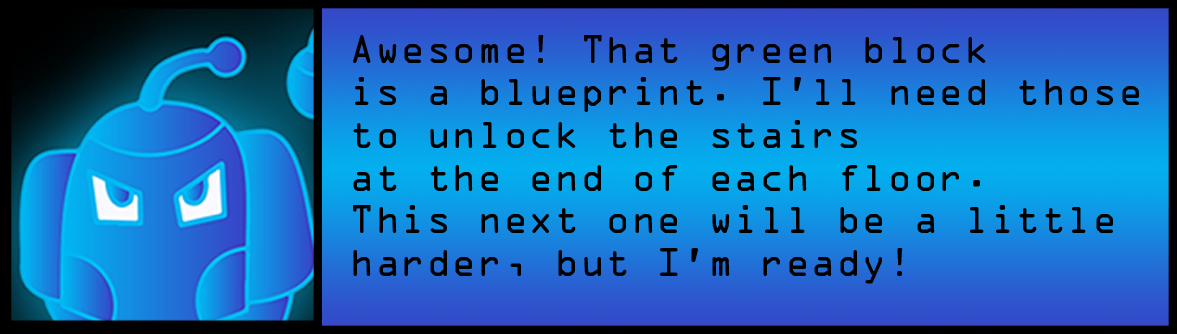 Awesome! That green block
is a blueprint. I'll need those
to unlock the stairs
at the end of each floor.
This next one will be a little
harder, but I'm ready!